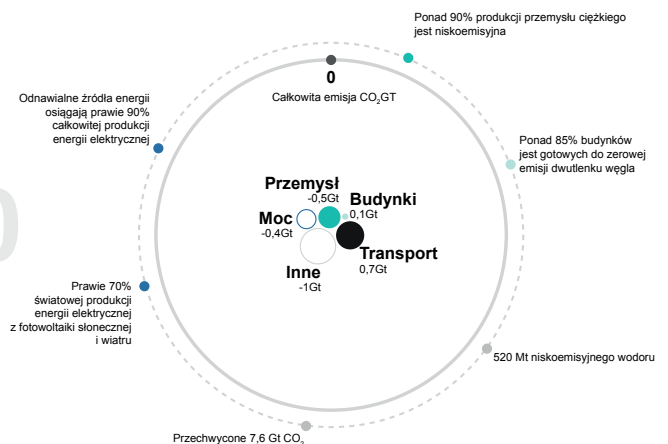 Ponad 90% produkcji przemysłu ciężkiego
jest niskoemisyjna
0
Całkowita emisja CO₂GT
Odnawialne źródła energii
osiągają prawie 90%
całkowitej produkcji
energii elektrycznej
Ponad 85% budynków
jest gotowych do zerowej
emisji dwutlenku węgla
Przemysł
-0,5Gt
Budynki
0,1Gt
Moc
-0,4Gt
Transport
0,7Gt
Inne
-1Gt
Prawie 70%
światowej produkcji
energii elektrycznej
z fotowoltaiki słonecznej
i wiatru
520 Mt niskoemisyjnego wodoru
Przechwycone 7,6 Gt CO₂